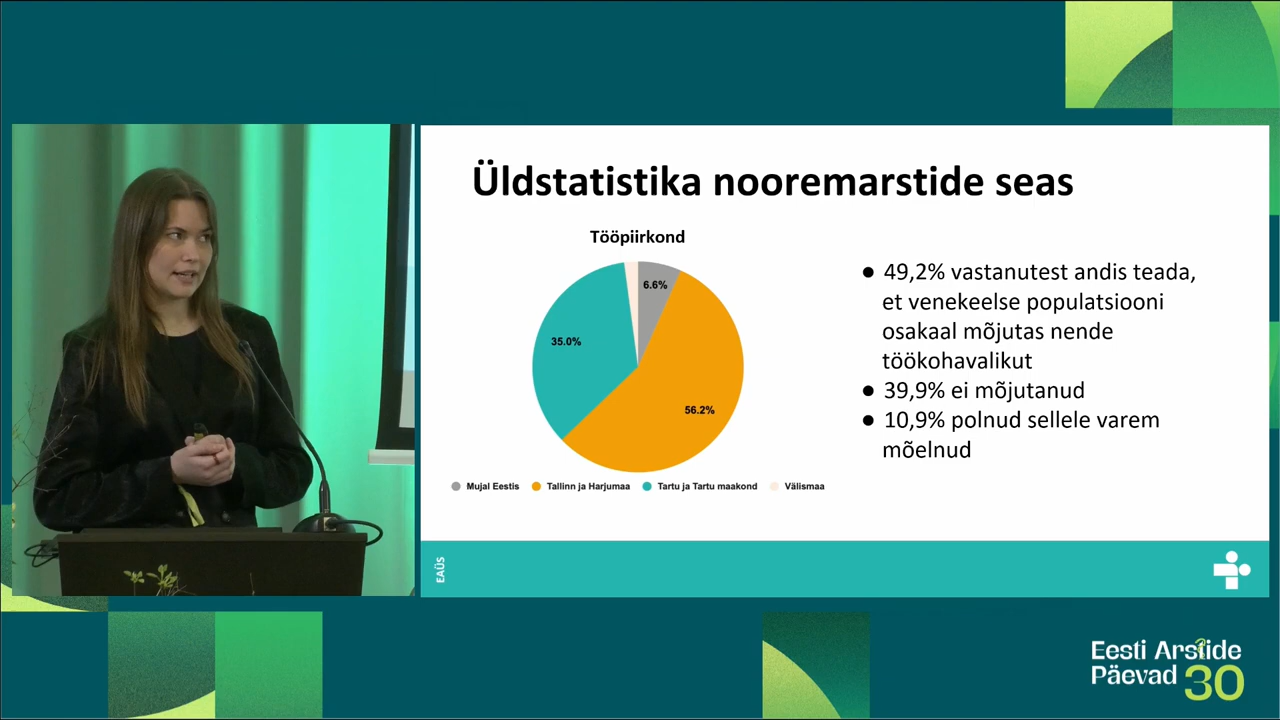 Üldstatistika nooremarstide seas
Tööpiirkond
6.6%
35.0%
56.2%
Mujal Eestis
Tallinn ja Harjumaa
Tartu ja Tartu maakond
Välismaa
● 49,2% vastanutest andis teada,
et venekeelse populatsiooni
osakaal mõjutas nende
töökohavalikut
● 39,9% ei mõjutanud
● 10,9% polnud sellele varem
mõelnud
EAÜS
Eesti Arstide
Päevad 30